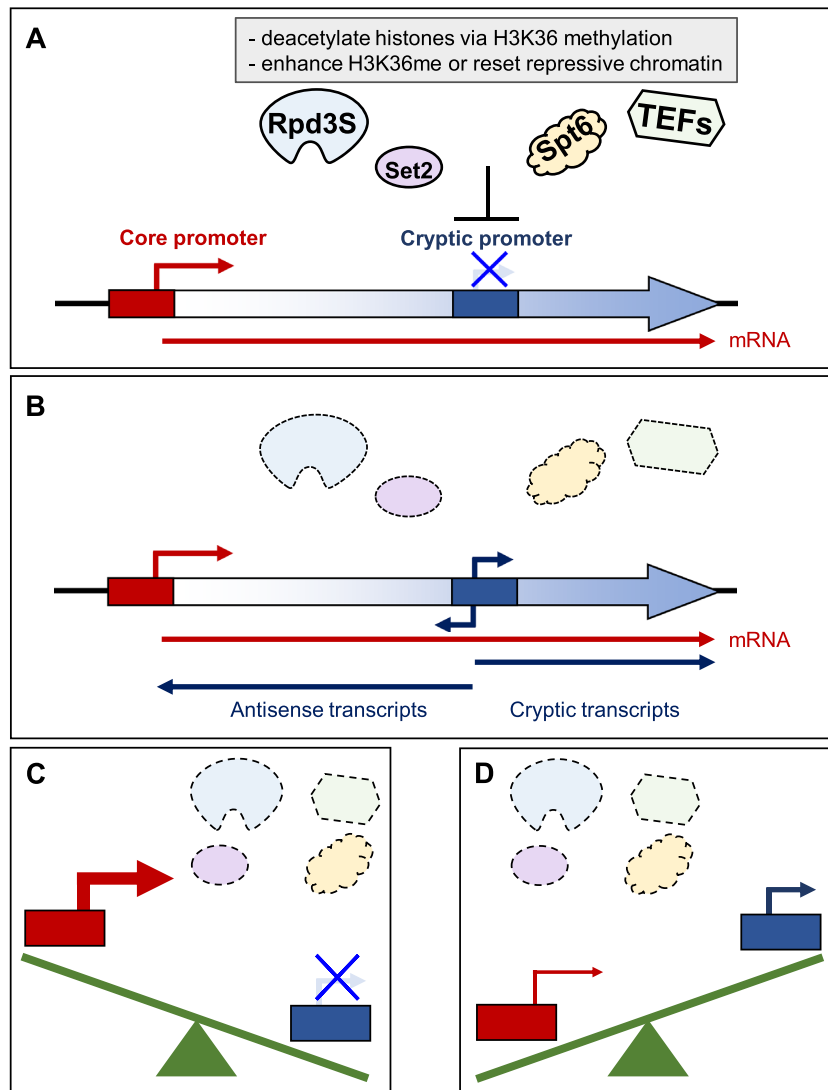 A
- deacetylate histones via H3K36 methylation
- enhance H3K36me or reset repressive chromatin
Rpd3S
Set2
Spt6
TEFs
Core promoter
Cryptic promoter
mRNA
B
mRNA
Antisense transcripts
Cryptic transcripts
C
D